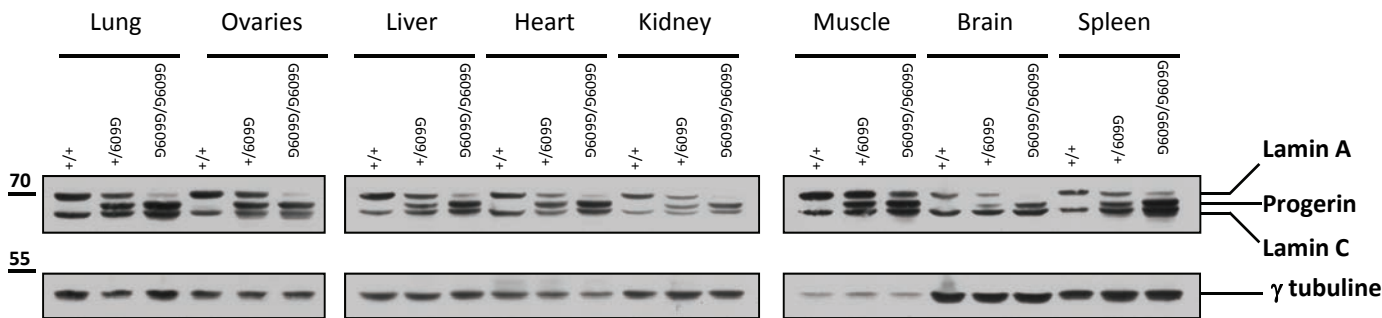 Lung Ovaries Liver Heart Kidney Muscle Brain Spleen
+/+ G609/+ G609G/G609G +/+ G609/+ G609G/G609G +/+ G609/+ G609G/G609G +/+ G609/+ G609G/G609G +/+ G609/+ G609G/G609G +/+ G609/+ G609G/G609G +/+ G609/+ G609G/G609G +/+ G609/+ G609G/G609G
Lamin A
70
Progerin
Lamin C
55
γ tubuline